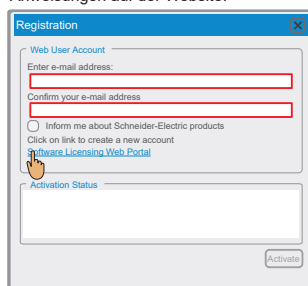 Anweisungen auf der Website.
Registration
Web User Account
Enter e-mail address:
Confirm your e-mail address
Inform me about Schneider-Electric products
Click on link to create a new account
Software Licensing Web Portal
Activation Status
Activate